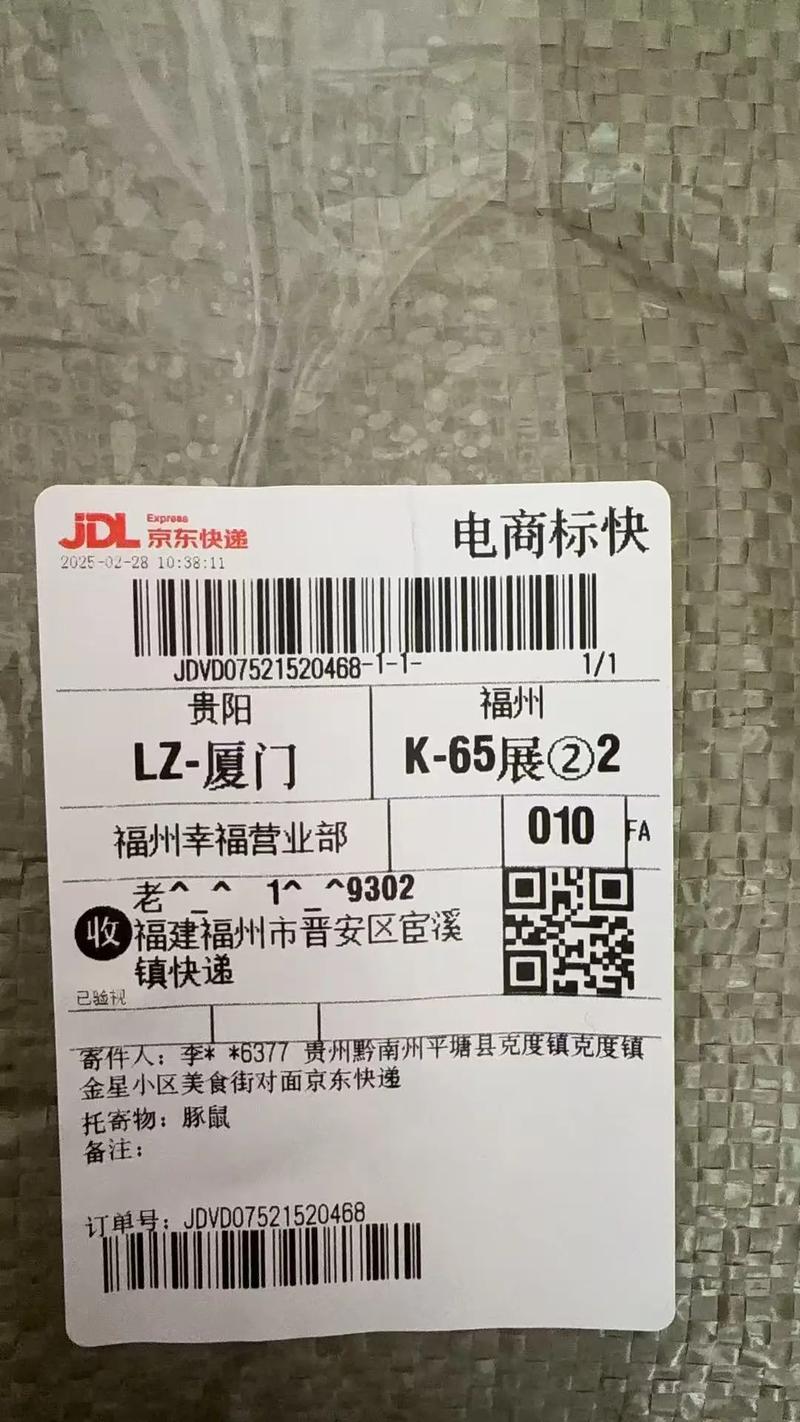 JDL Express 京东快递
电商标快
2025-02-28 10:38:11
JDVD07521520468-1-1- 1/1
贵阳 福州
LZ-厦门 K-65展②2
福州幸福营业部 010 FA
老^_^ 1^_^9302
收 福建福州市晋安区宦溪
镇快递
已验视
寄件人：李* *6377 贵州黔南州平塘县克度镇克度镇
金星小区美食街对面京东快递
托寄物：豚鼠
备注：
订单号：JDVD07521520468